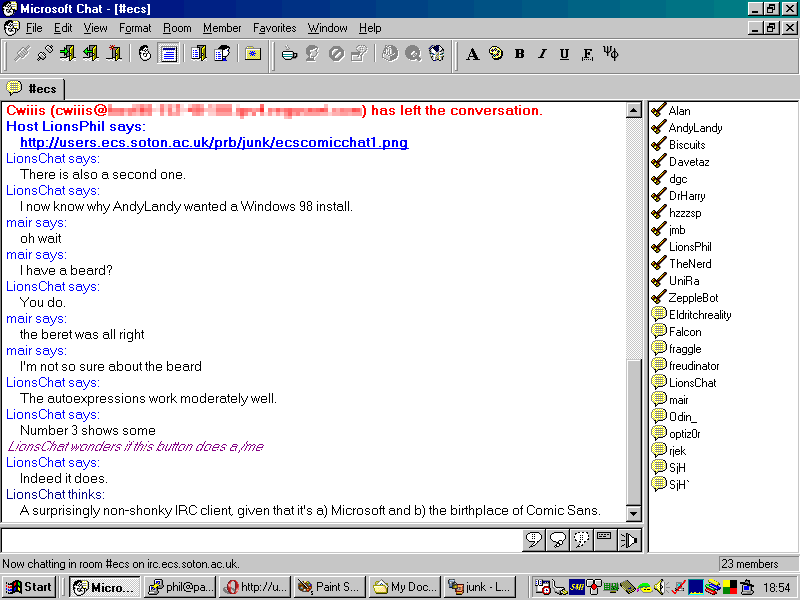 Microsoft Chat - [#ecs]
File Edit View Format Room Member Favorites Window Help
A B I U F Ψφ
#ecs
Cwiiis (cwiiis@ ) has left the conversation.
Host LionsPhil says:
http://users.ecs.soton.ac.uk/prb/junk/ecscomicchat1.png
LionsChat says:
There is also a second one.
LionsChat says:
I now know why AndyLandy wanted a Windows 98 install.
mair says:
oh wait
mair says:
I have a beard?
LionsChat says:
You do.
mair says:
the beret was all right
mair says:
I'm not so sure about the beard
LionsChat says:
The autoexpressions work moderately well.
LionsChat says:
Number 3 shows some
LionsChat wonders if this button does a /me
LionsChat says:
Indeed it does.
LionsChat thinks:
A surprisingly non-shonky IRC client, given that it's a) Microsoft and b) the birthplace of Comic Sans.
Alan
AndyLandy
Biscuits
Davetaz
dgc
DrHarry
hzzzsp
jmb
LionsPhil
TheNerd
UniRa
ZeppleBot
Eldritchreality
Falcon
fraggle
freudinator
LionsChat
mair
Odin_
optiz0r
rjek
SjH
SjH`
Now chatting in room #ecs on irc.ecs.soton.ac.uk.
23 members
Start
Micro...
phil@pa...
http://u...
Paint S...
My Doc...
junk - L...
18:54